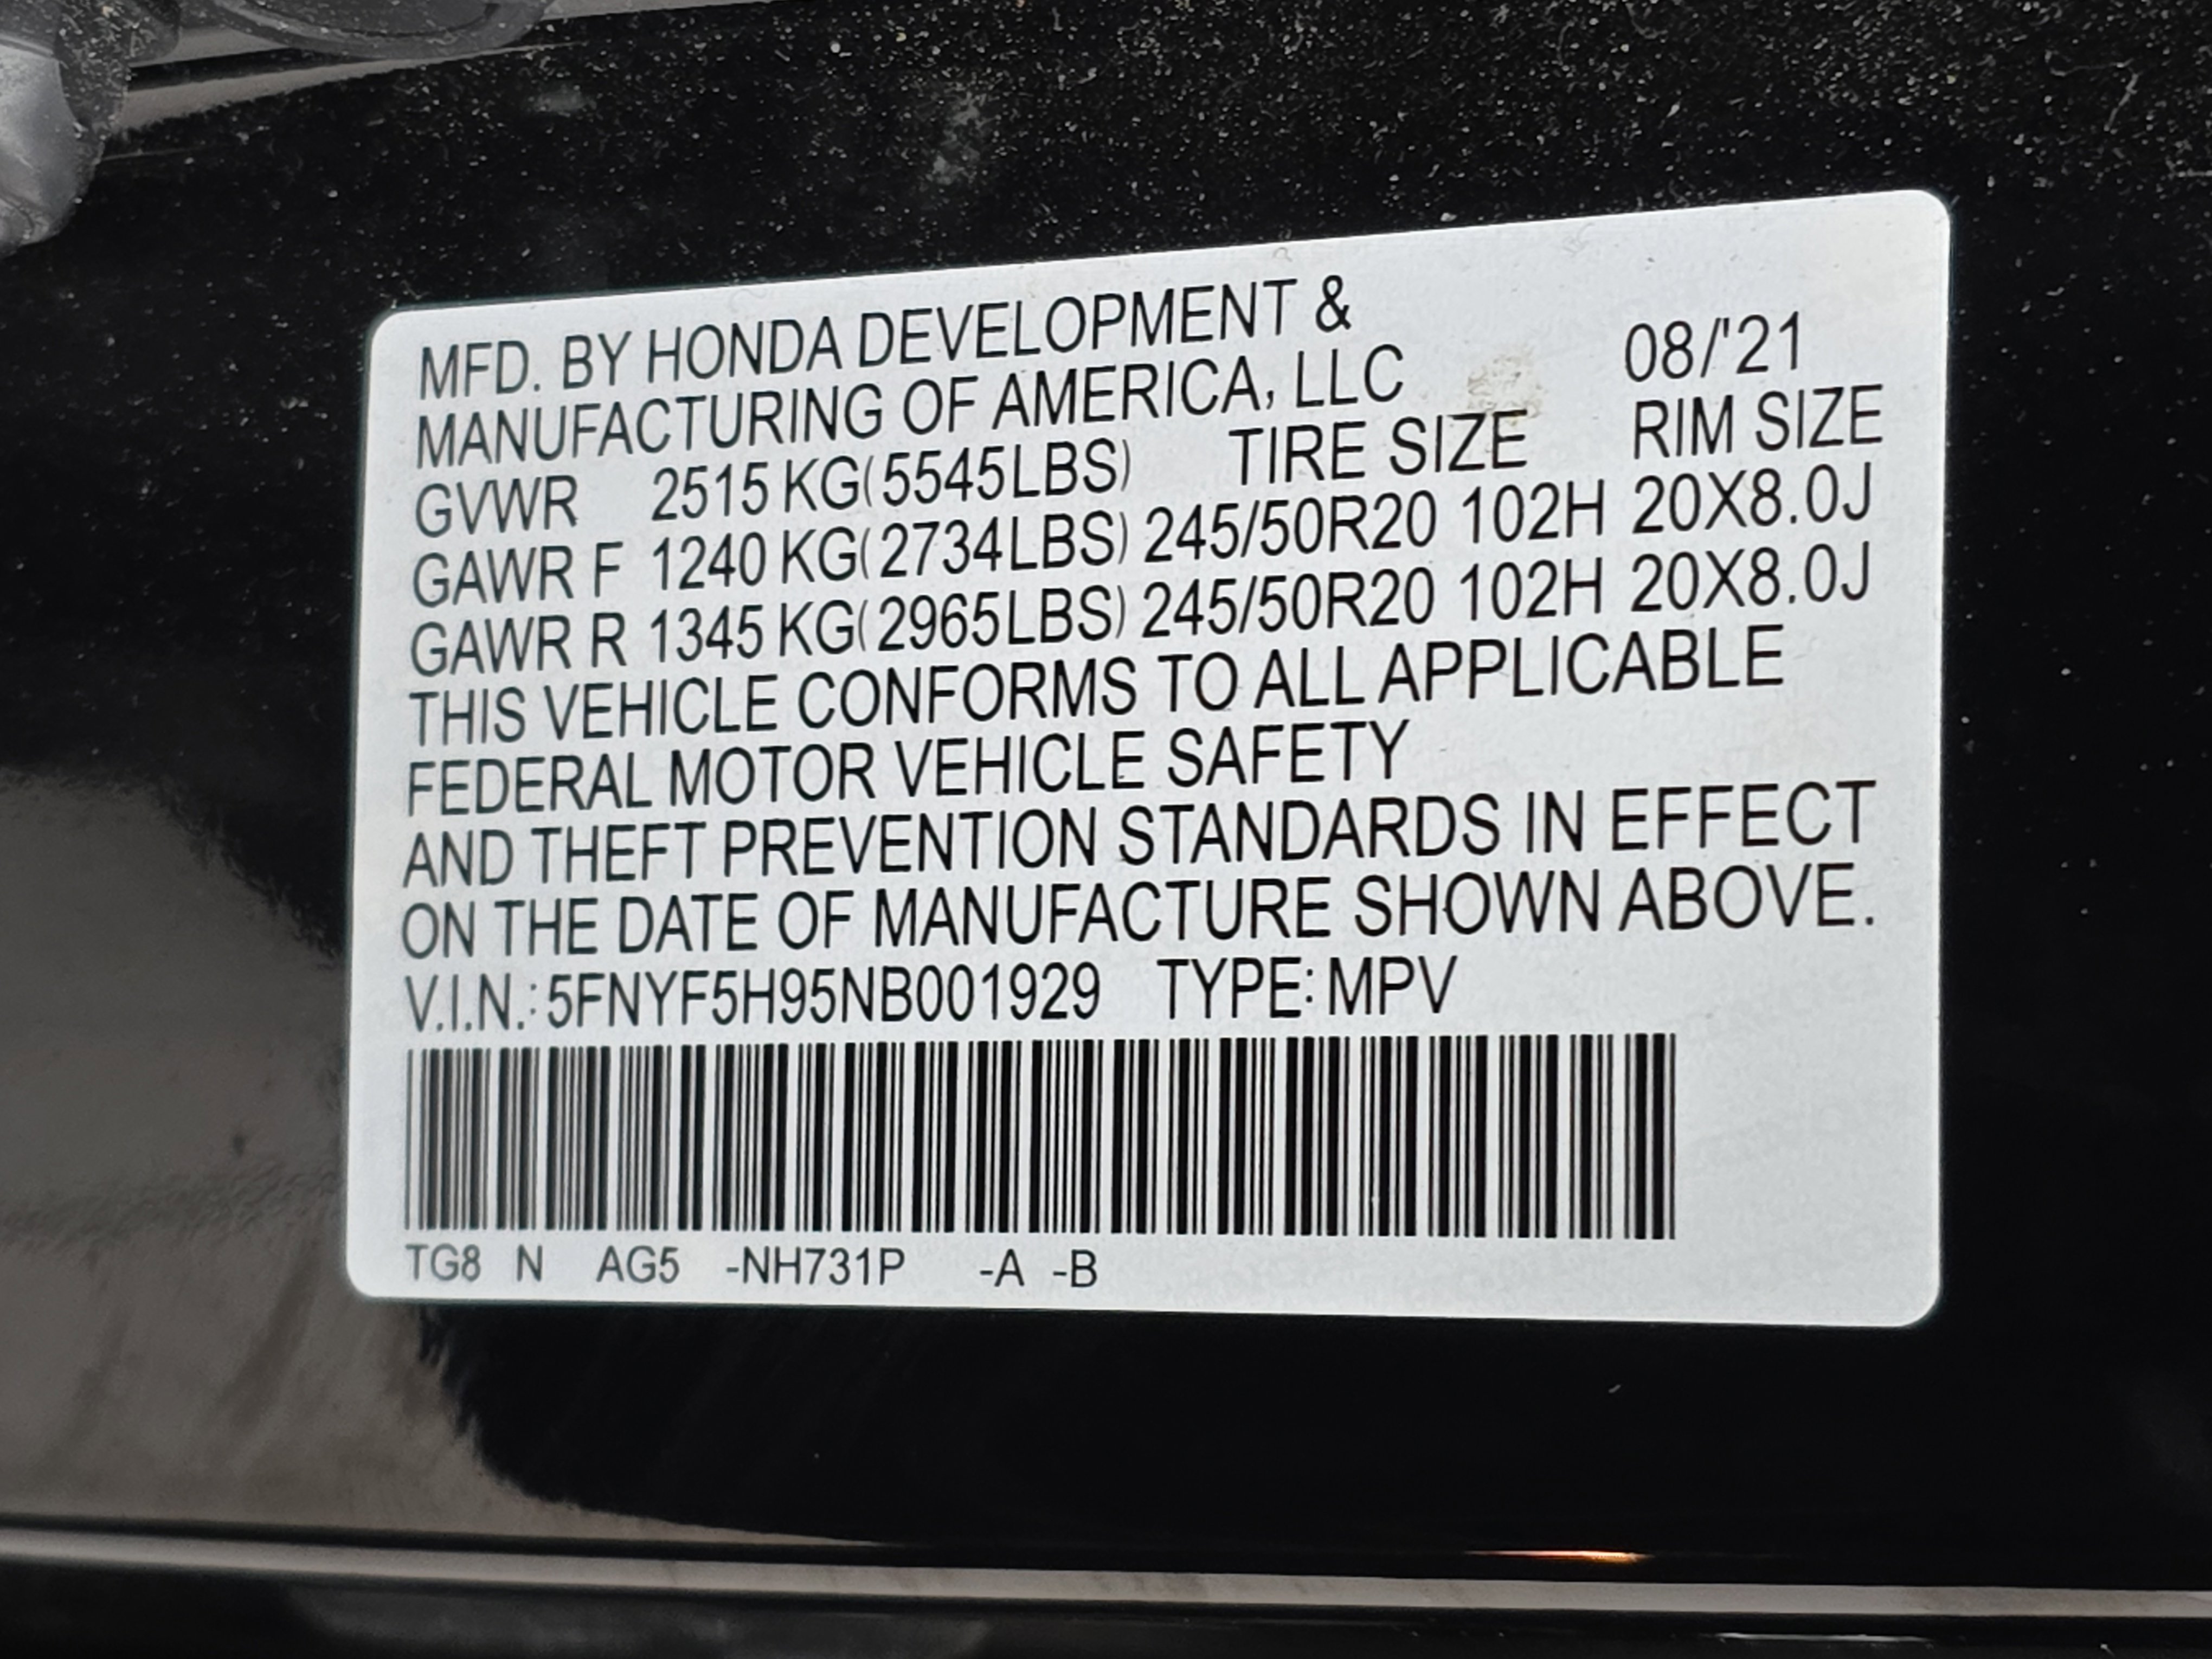 MFD. BY HONDA DEVELOPMENT &
MANUFACTURING OF AMERICA, LLC 08/'21
GVWR 2515 KG(5545LBS) TIRE SIZE RIM SIZE
GAWR F 1240 KG(2734LBS) 245/50R20 102H 20X8.0J
GAWR R 1345 KG(2965LBS) 245/50R20 102H 20X8.0J
THIS VEHICLE CONFORMS TO ALL APPLICABLE
FEDERAL MOTOR VEHICLE SAFETY
AND THEFT PREVENTION STANDARDS IN EFFECT
ON THE DATE OF MANUFACTURE SHOWN ABOVE.
V.I.N.: 5FNYF5H95NB001929 TYPE: MPV
TG8 N AG5 -NH731P -A -B